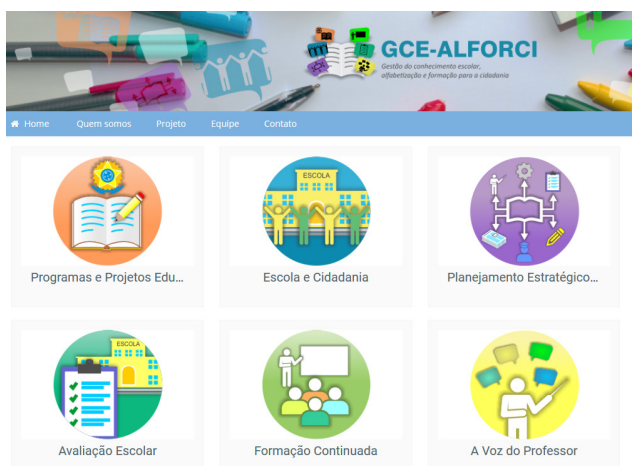 GCE-ALFORCI
Gestão do conhecimento escolar,
alfabetização e formação para a cidadania
Home Quem somos Projeto Equipe Contato
ESCOLA
Programas e Projetos Edu... Escola e Cidadania Planejamento Estratégico...
ESCOLA
Avaliação Escolar Formação Continuada A Voz do Professor